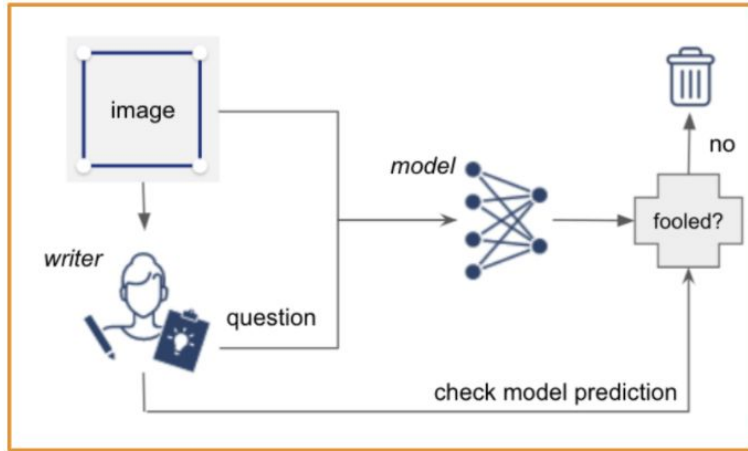 image
model
no
fooled?
writer
question
check model prediction